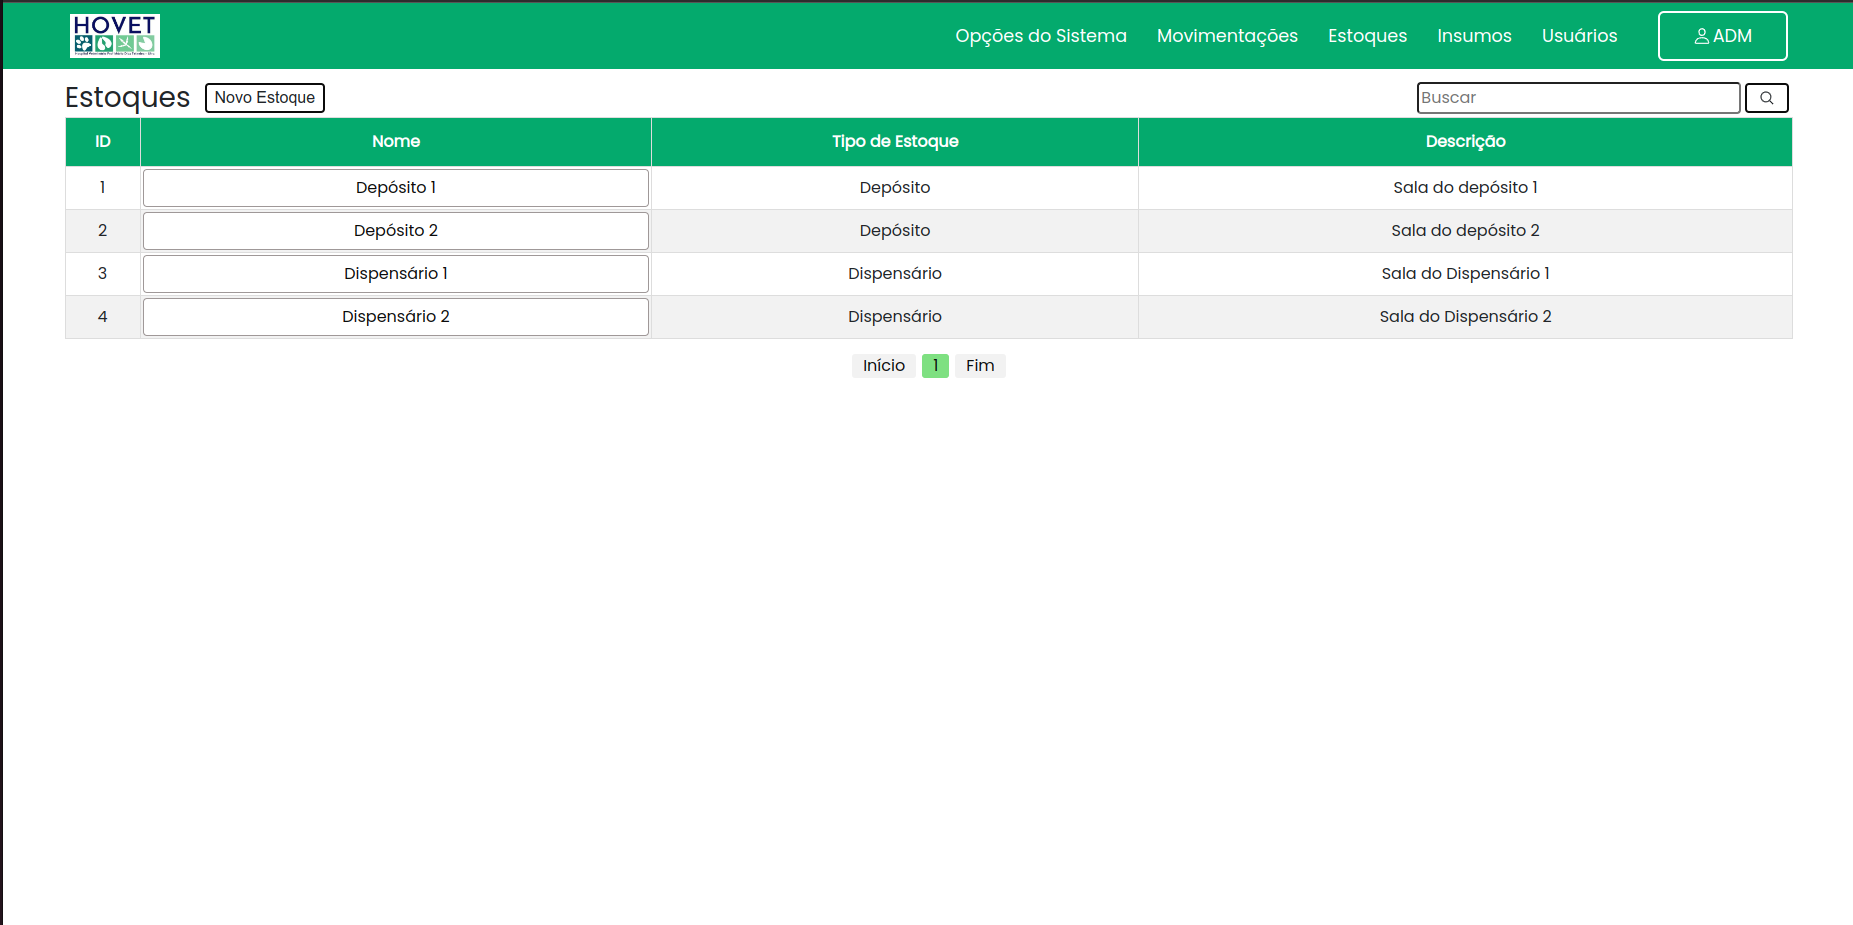 HOVET
Opções do Sistema Movimentações Estoques Insumos Usuários ADM
Estoques Novo Estoque Buscar
ID Nome Tipo de Estoque Descrição
1 Depósito 1 Depósito Sala do depósito 1
2 Depósito 2 Depósito Sala do depósito 2
3 Dispensário 1 Dispensário Sala do Dispensário 1
4 Dispensário 2 Dispensário Sala do Dispensário 2
Início 1 Fim